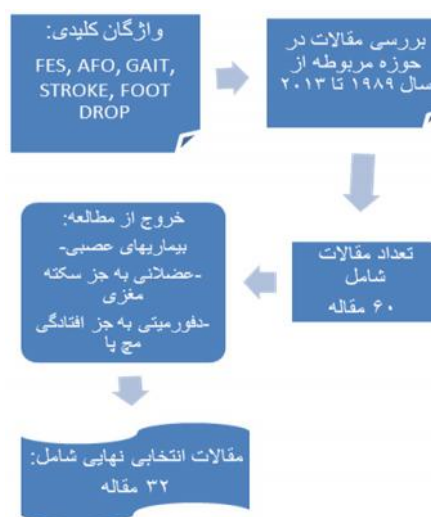 واژگان کلیدی:
FES, AFO, GAIT,
STROKE, FOOT
DROP
بررسی مقالات در
حوزه مربوطه از
سال ۱۹۸۹ تا ۲۰۱۳
تعداد مقالات
شامل
۶۰ مقاله
خروج از مطالعه:
بیماریهای عصبی-
-عضلانی به جز سکته
مغزی
-دفورمیتی به جز افتادگی
مچ پا
مقالات انتخابی نهایی شامل:
۳۲ مقاله